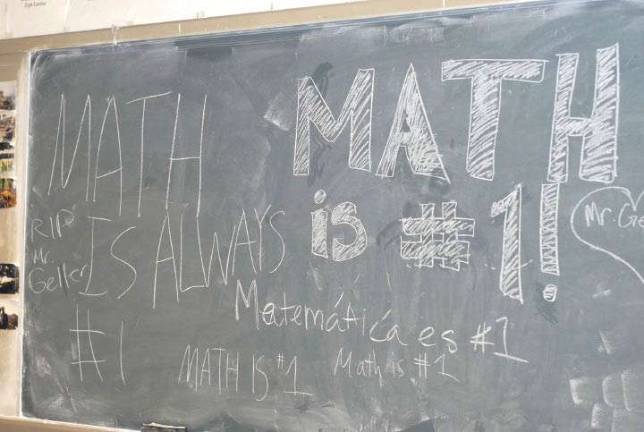 MATH
IS ALWAYS
#1
MATH
is #1!
RIP
Mr.
Geller
Matemática es #1
MATH IS #1
Math is #1
Mr.